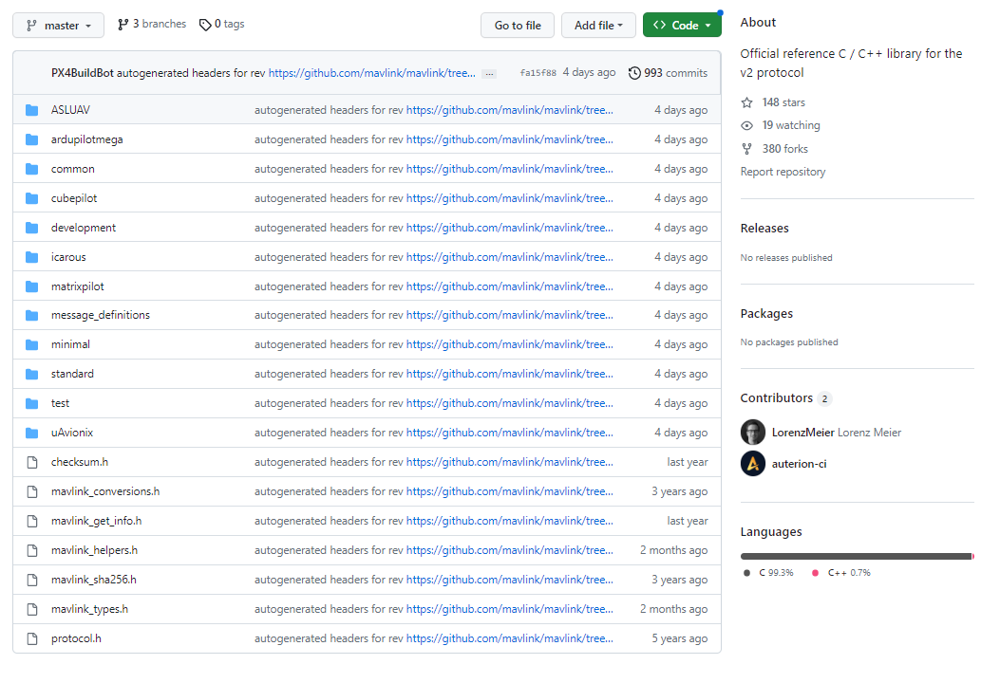 master 3 branches 0 tags Go to file Add file Code
PX4BuildBot autogenerated headers for rev https://github.com/mavlink/mavlink/tree... ... fa15f88 4 days ago 993 commits
ASLUAV autogenerated headers for rev https://github.com/mavlink/mavlink/tree... 4 days ago
ardupilotmega autogenerated headers for rev https://github.com/mavlink/mavlink/tree... 4 days ago
common autogenerated headers for rev https://github.com/mavlink/mavlink/tree... 4 days ago
cubepilot autogenerated headers for rev https://github.com/mavlink/mavlink/tree... 4 days ago
development autogenerated headers for rev https://github.com/mavlink/mavlink/tree... 4 days ago
icarous autogenerated headers for rev https://github.com/mavlink/mavlink/tree... 4 days ago
matrixpilot autogenerated headers for rev https://github.com/mavlink/mavlink/tree... 4 days ago
message_definitions autogenerated headers for rev https://github.com/mavlink/mavlink/tree... 4 days ago
minimal autogenerated headers for rev https://github.com/mavlink/mavlink/tree... 4 days ago
standard autogenerated headers for rev https://github.com/mavlink/mavlink/tree... 4 days ago
test autogenerated headers for rev https://github.com/mavlink/mavlink/tree... 4 days ago
uAvionix autogenerated headers for rev https://github.com/mavlink/mavlink/tree... 4 days ago
checksum.h autogenerated headers for rev https://github.com/mavlink/mavlink/tree... last year
mavlink_conversions.h autogenerated headers for rev https://github.com/mavlink/mavlink/tree... 3 years ago
mavlink_get_info.h autogenerated headers for rev https://github.com/mavlink/mavlink/tree... last year
mavlink_helpers.h autogenerated headers for rev https://github.com/mavlink/mavlink/tree... 2 months ago
mavlink_sha256.h autogenerated headers for rev https://github.com/mavlink/mavlink/tree... 3 years ago
mavlink_types.h autogenerated headers for rev https://github.com/mavlink/mavlink/tree... 2 months ago
protocol.h autogenerated headers for rev https://github.com/mavlink/mavlink/tree... 5 years ago
About
Official reference C / C++ library for the
v2 protocol
148 stars
19 watching
380 forks
Report repository
Releases
No releases published
Packages
No packages published
Contributors 2
LorenzMeier Lorenz Meier
auterion-ci
Languages
C 99.3% C++ 0.7%